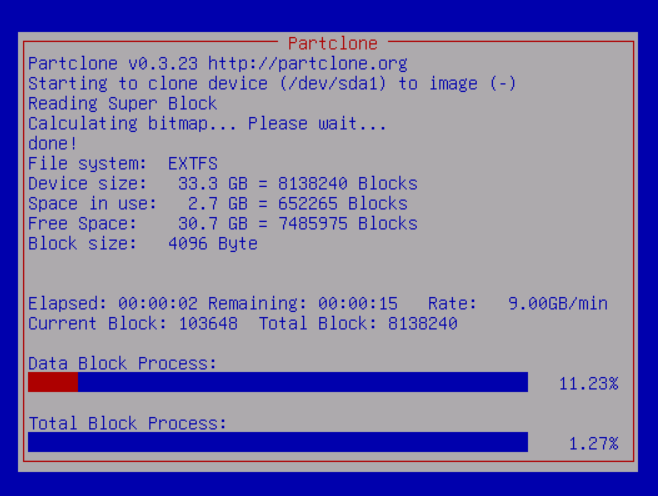 Partclone
Partclone v0.3.23 http://partclone.org
Starting to clone device (/dev/sda1) to image (-)
Reading Super Block
Calculating bitmap... Please wait...
done!
File system:  EXTFS
Device size:   33.3 GB = 8138240 Blocks
Space in use:   2.7 GB = 652265 Blocks
Free Space:    30.7 GB = 7485975 Blocks
Block size:   4096 Byte
Elapsed: 00:00:02 Remaining: 00:00:15   Rate:   9.00GB/min
Current Block: 103648  Total Block: 8138240
Data Block Process:
11.23%
Total Block Process:
1.27%